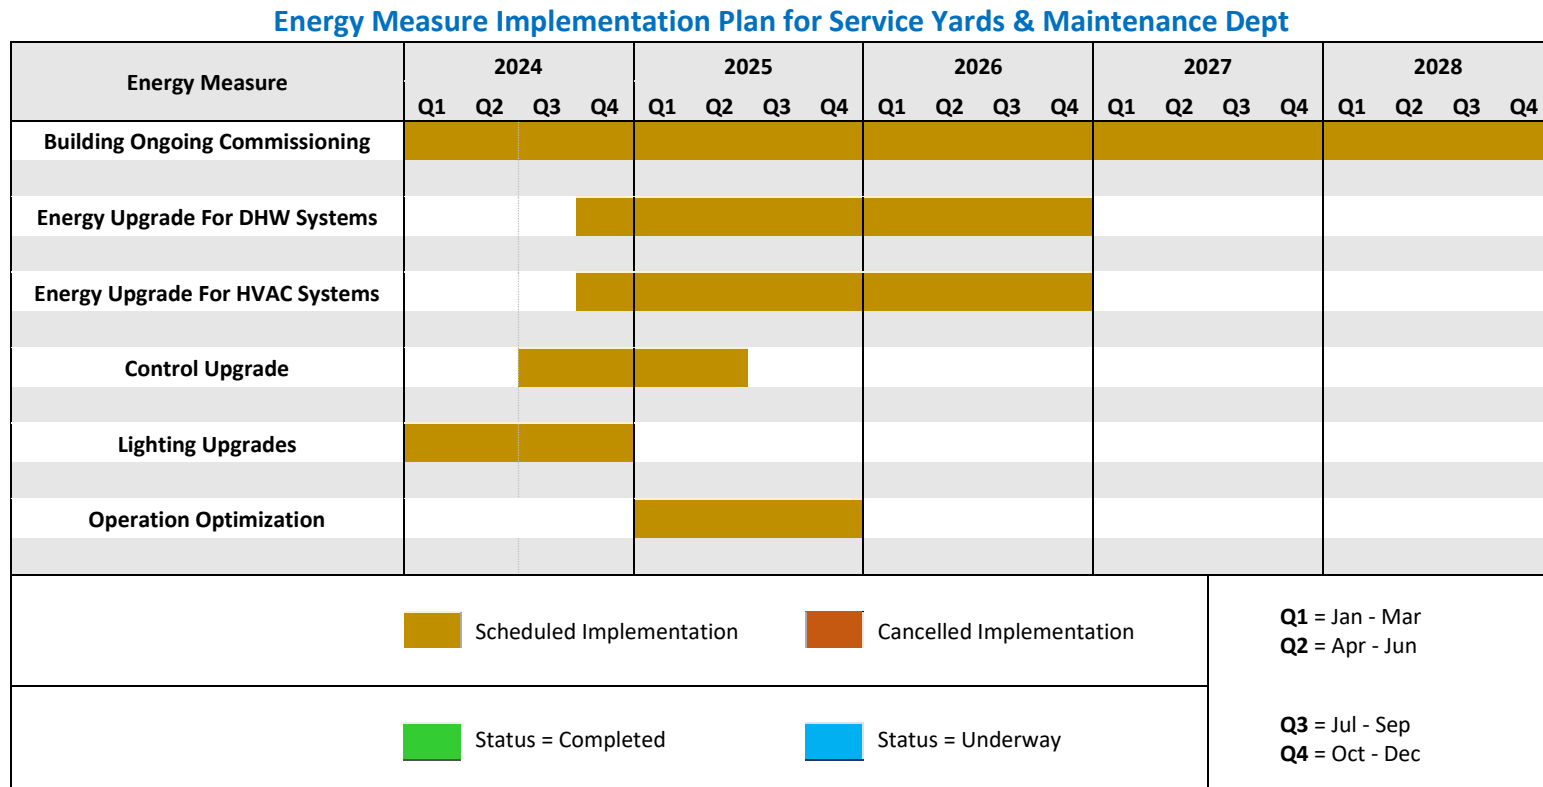 Energy Measure Implementation Plan for Service Yards & Maintenance Dept
Energy Measure
2024 2025 2026 2027 2028
Q1 Q2 Q3 Q4 Q1 Q2 Q3 Q4 Q1 Q2 Q3 Q4 Q1 Q2 Q3 Q4 Q1 Q2 Q3 Q4
Building Ongoing Commissioning
Energy Upgrade For DHW Systems
Energy Upgrade For HVAC Systems
Control Upgrade
Lighting Upgrades
Operation Optimization
Scheduled Implementation
Cancelled Implementation
Q1 = Jan - Mar
Q2 = Apr - Jun
Status = Completed
Status = Underway
Q3 = Jul - Sep
Q4 = Oct - Dec